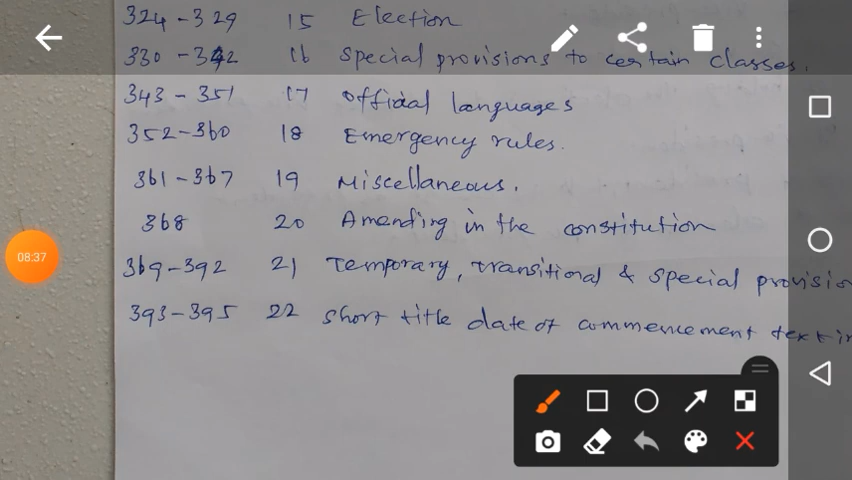 324-329 15 Election
330-342 16 Special provisions to certain classes.
343-351 17 Official languages
352-360 18 Emergency rules.
361-367 19 Miscellaneous.
368 20 Amending in the constitution
369-392 21 Temporary, transitional & special
393-395 22 short title date of commencement text
08:37